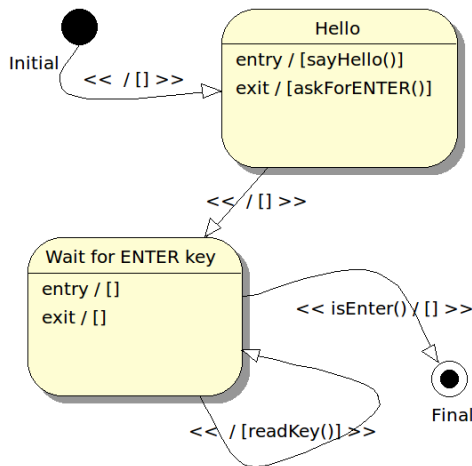 Hello
Initial
entry / [sayHello()]
<< / [] >>
exit / [askForENTER()]
<< / [] >>
Wait for ENTER key
entry / []
exit / []
<< isEnter() / [] >>
Final
<< / [readKey()] >>